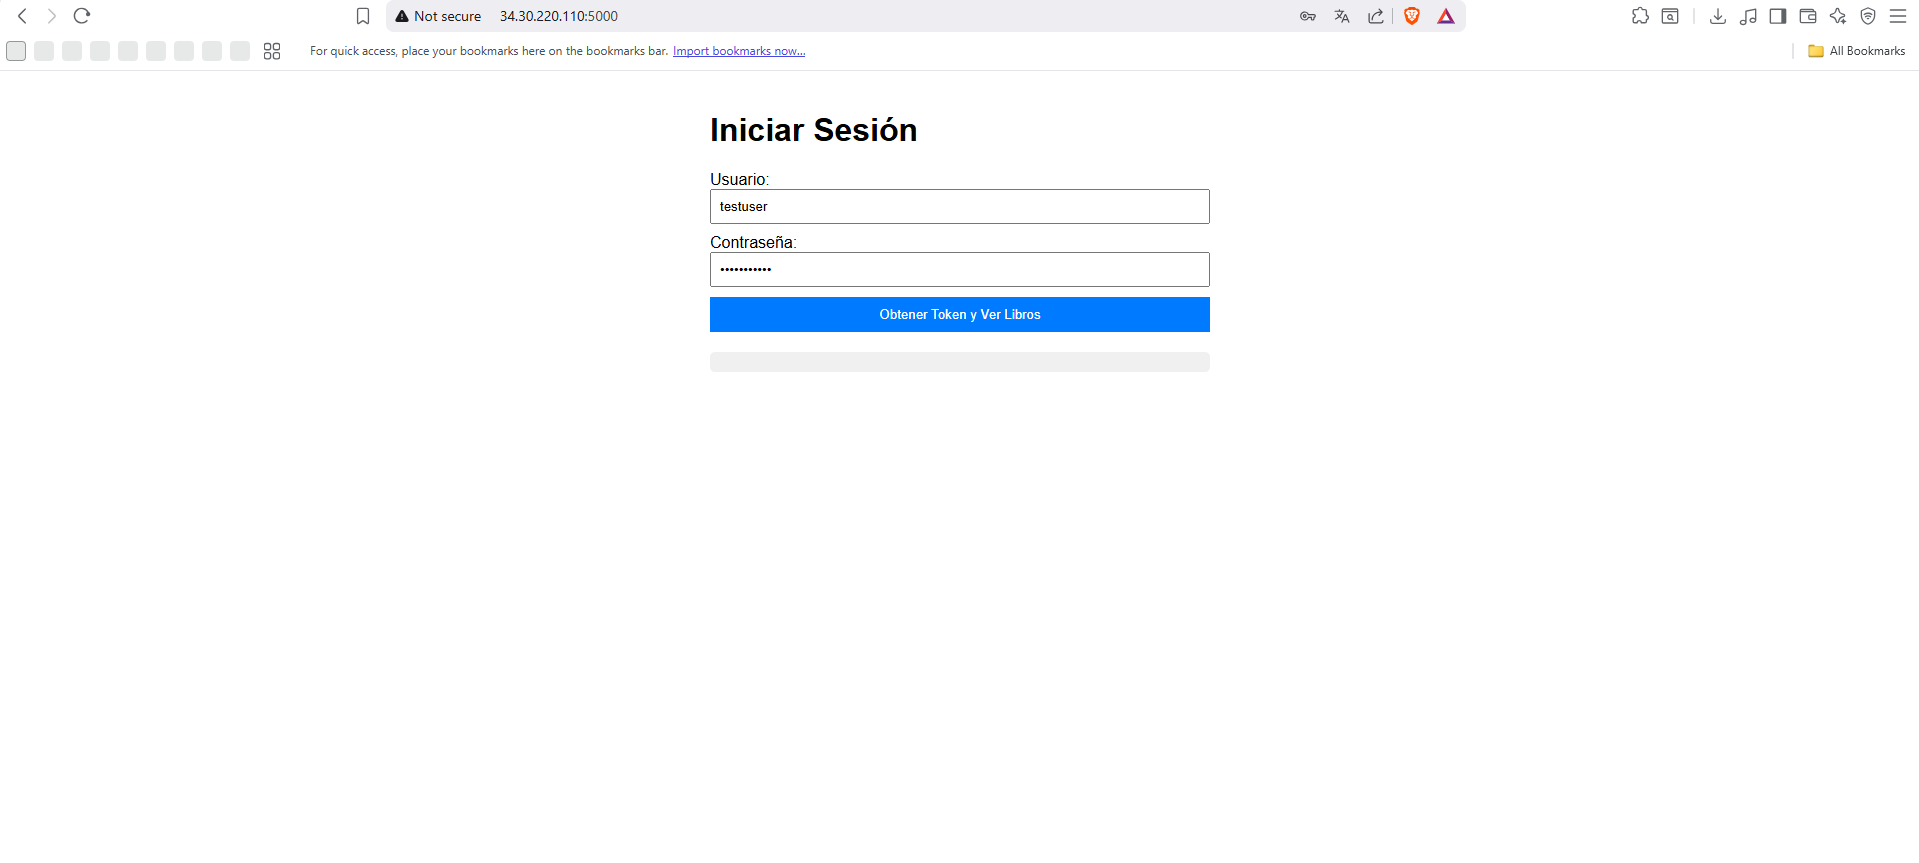 Not secure 34.30.220.110:5000
For quick access, place your bookmarks here on the bookmarks bar. Import bookmarks now...
All Bookmarks
Iniciar Sesión
Usuario:
testuser
Contraseña:
•••••••••••
Obtener Token y Ver Libros